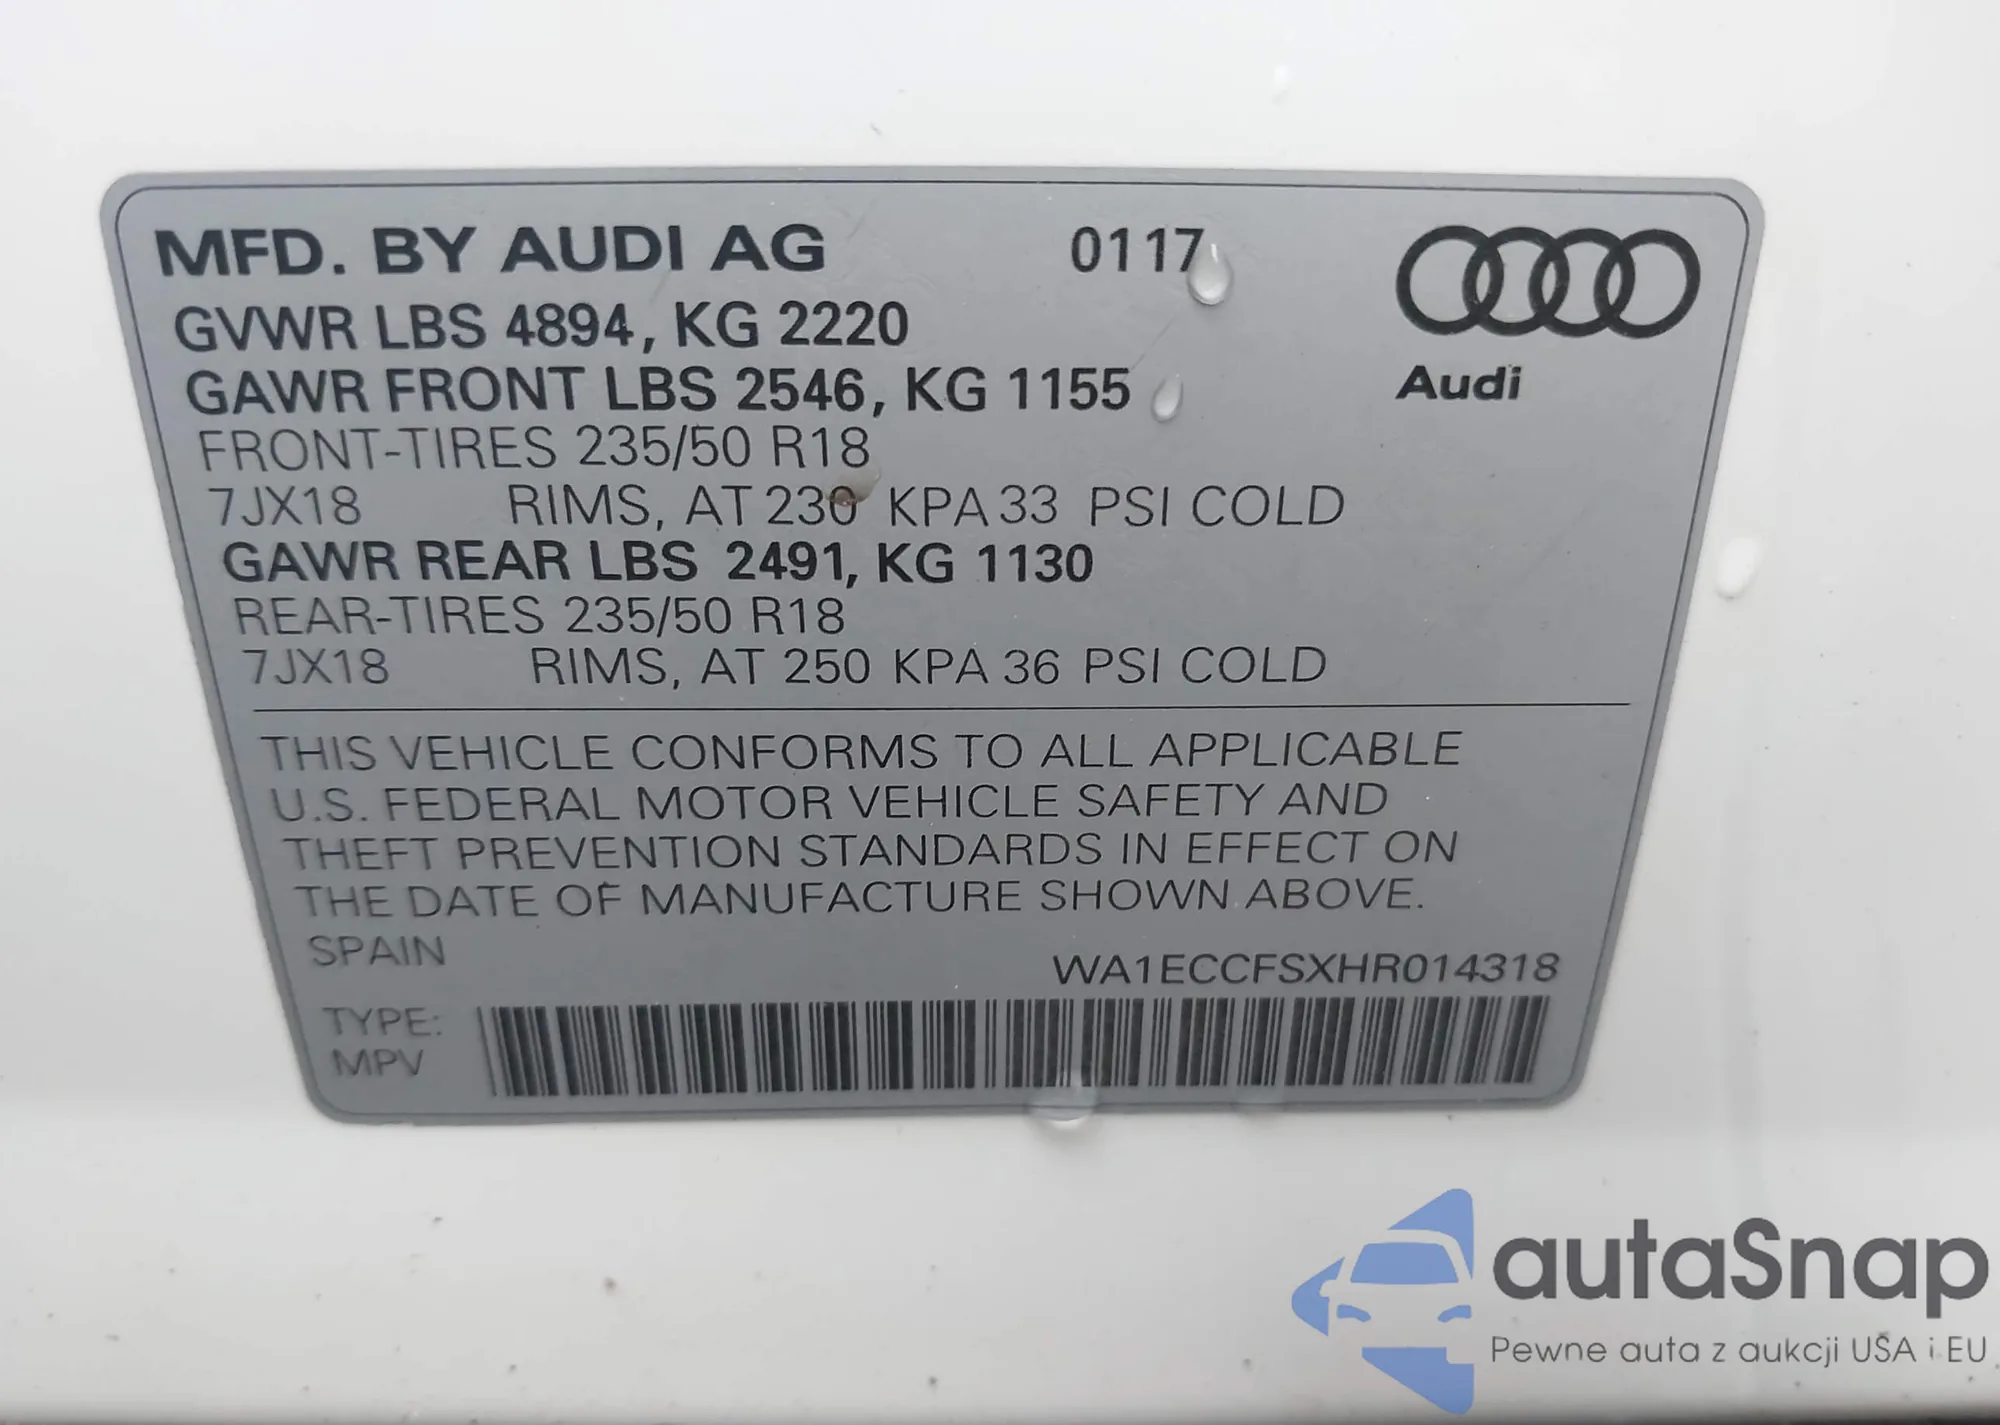 MFD. BY AUDI AG 0117
GVWR LBS 4894, KG 2220
GAWR FRONT LBS 2546, KG 1155
Audi
FRONT-TIRES 235/50 R18
7JX18 RIMS, AT 230 KPA 33 PSI COLD
GAWR REAR LBS 2491, KG 1130
REAR-TIRES 235/50 R18
7JX18 RIMS, AT 250 KPA 36 PSI COLD
THIS VEHICLE CONFORMS TO ALL APPLICABLE
U.S. FEDERAL MOTOR VEHICLE SAFETY AND
THEFT PREVENTION STANDARDS IN EFFECT ON
THE DATE OF MANUFACTURE SHOWN ABOVE.
SPAIN
WA1ECCFSXHR014318
TYPE:
MPV
autaSnap
Pewne auta z aukcji USA i EU